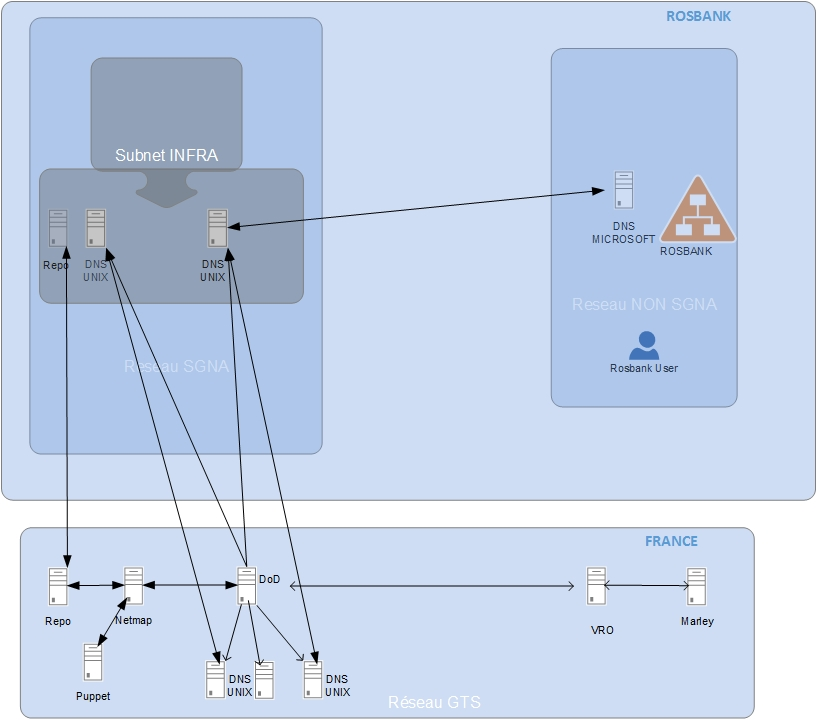 ROSBANK
Subnet INFRA
Repo
DNS
UNIX
DNS
UNIX
DNS
MICROSOFT
ROSBANK
Reseau NON SGNA
Rosbank User
Réseau SGNA
FRANCE
DoD
Repo
Netmap
VRO
Marley
Puppet
DNS
UNIX
DNS
UNIX
Réseau GTS